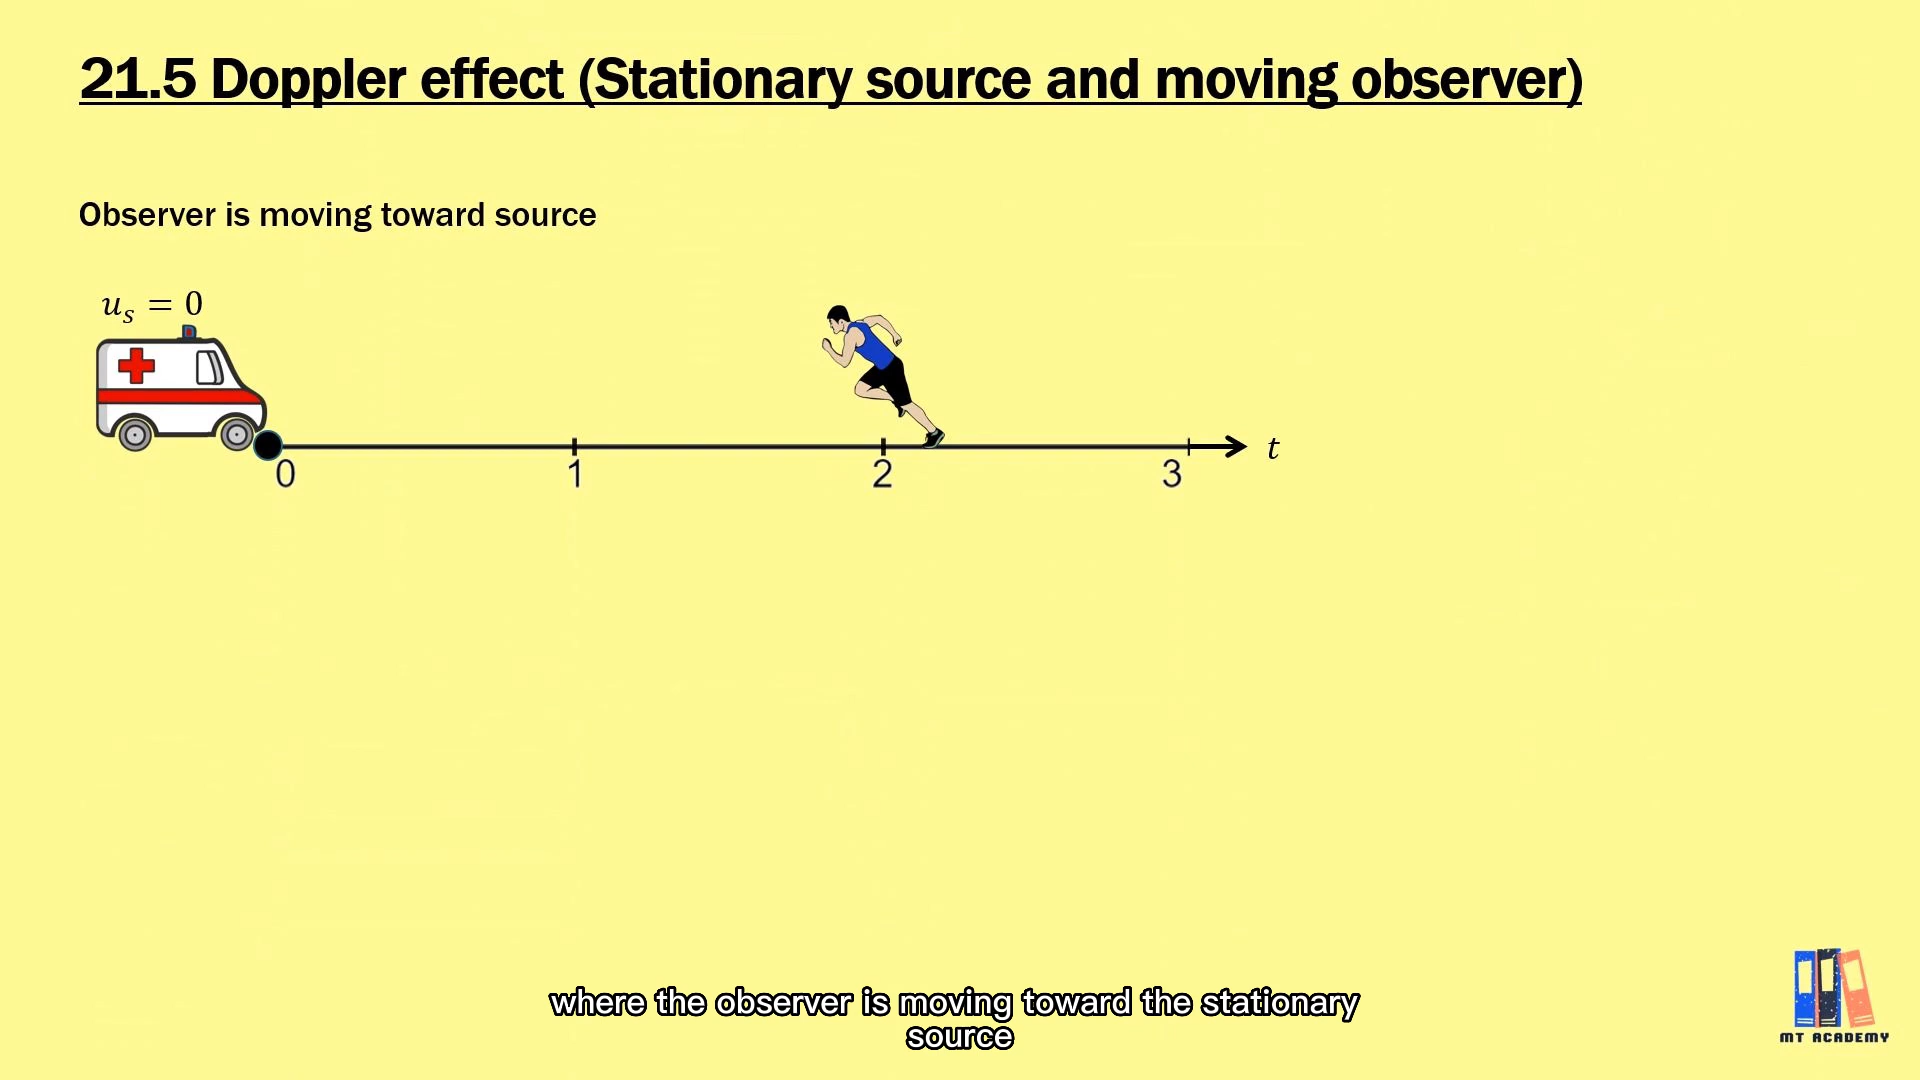 21.5 Doppler effect (Stationary source and moving observer)
Observer is moving toward source
uₛ = 0
0 1 2 3 t
where the observer is moving toward the stationary
source
MT ACADEMY